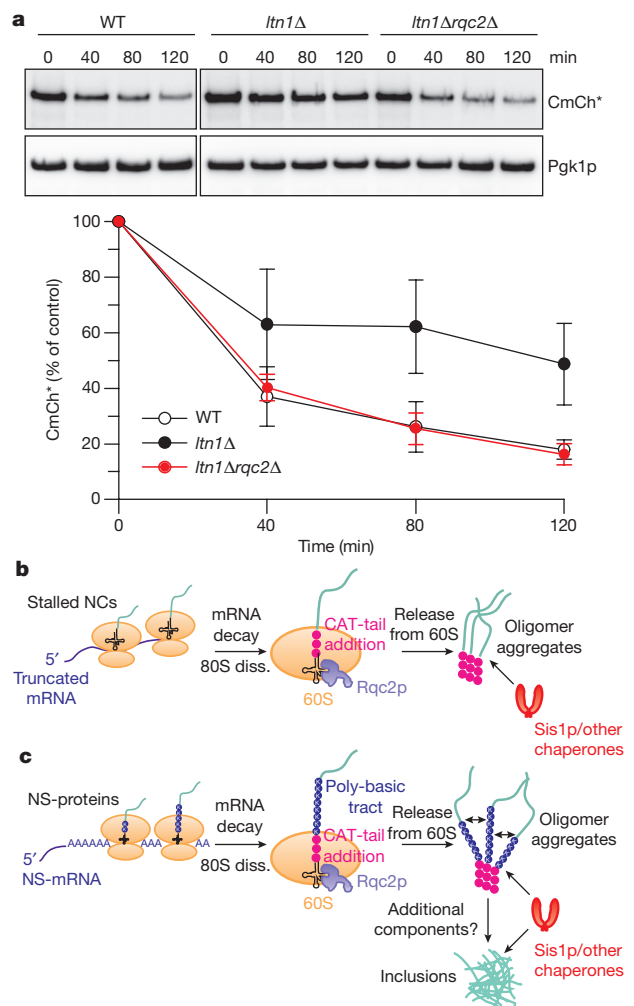 a
WT ltn1Δ ltn1Δrqc2Δ
0 40 80 120 0 40 80 120 0 40 80 120 min
CmCh*
Pgk1p
100
80
60
40
20
0
CmCh* (% of control)
WT
ltn1Δ
ltn1Δrqc2Δ
0 40 80 120
Time (min)
b
Stalled NCs
5′
Truncated
mRNA
mRNA
decay
80S diss.
CAT-tail
addition
60S
Rqc2p
Release
from 60S
Oligomer
aggregates
Sis1p/other
chaperones
c
NS-proteins
AAAAAA AAA AA
5′
NS-mRNA
mRNA
decay
80S diss.
Poly-basic
tract
CAT-tail
addition
60S
Rqc2p
Release
from 60S
Oligomer
aggregates
Additional
components?
Sis1p/other
chaperones
Inclusions